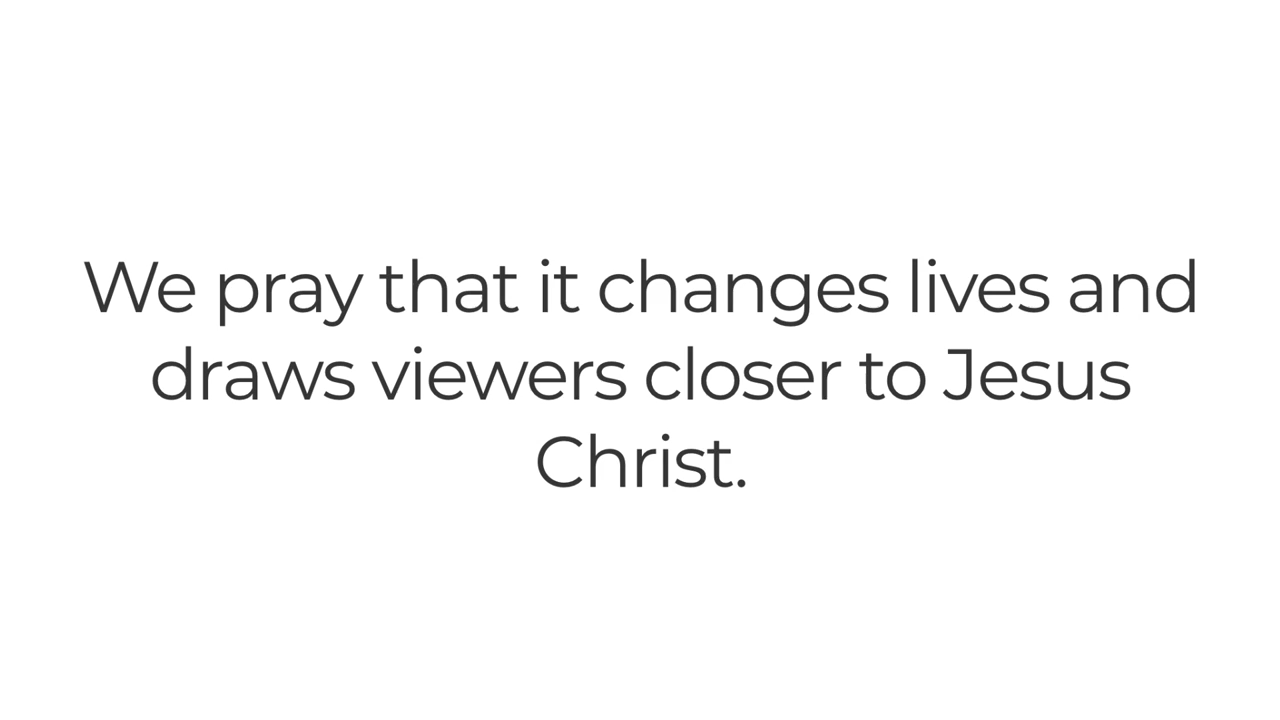 We pray that it changes lives and
draws viewers closer to Jesus
Christ.